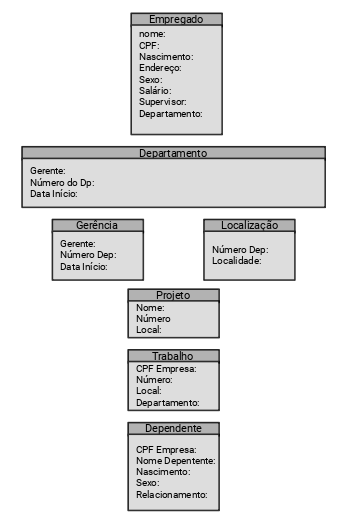 Empregado
nome:
CPF:
Nascimento:
Endereço:
Sexo:
Salário:
Supervisor:
Departamento:
Departamento
Gerente:
Número do Dp:
Data Início:
Gerência
Gerente:
Número Dep:
Data Início:
Localização
Número Dep:
Localidade:
Projeto
Nome:
Número
Local:
Trabalho
CPF Empresa:
Número:
Local:
Departamento:
Dependente
CPF Empresa:
Nome Depentente:
Nascimento:
Sexo:
Relacionamento: